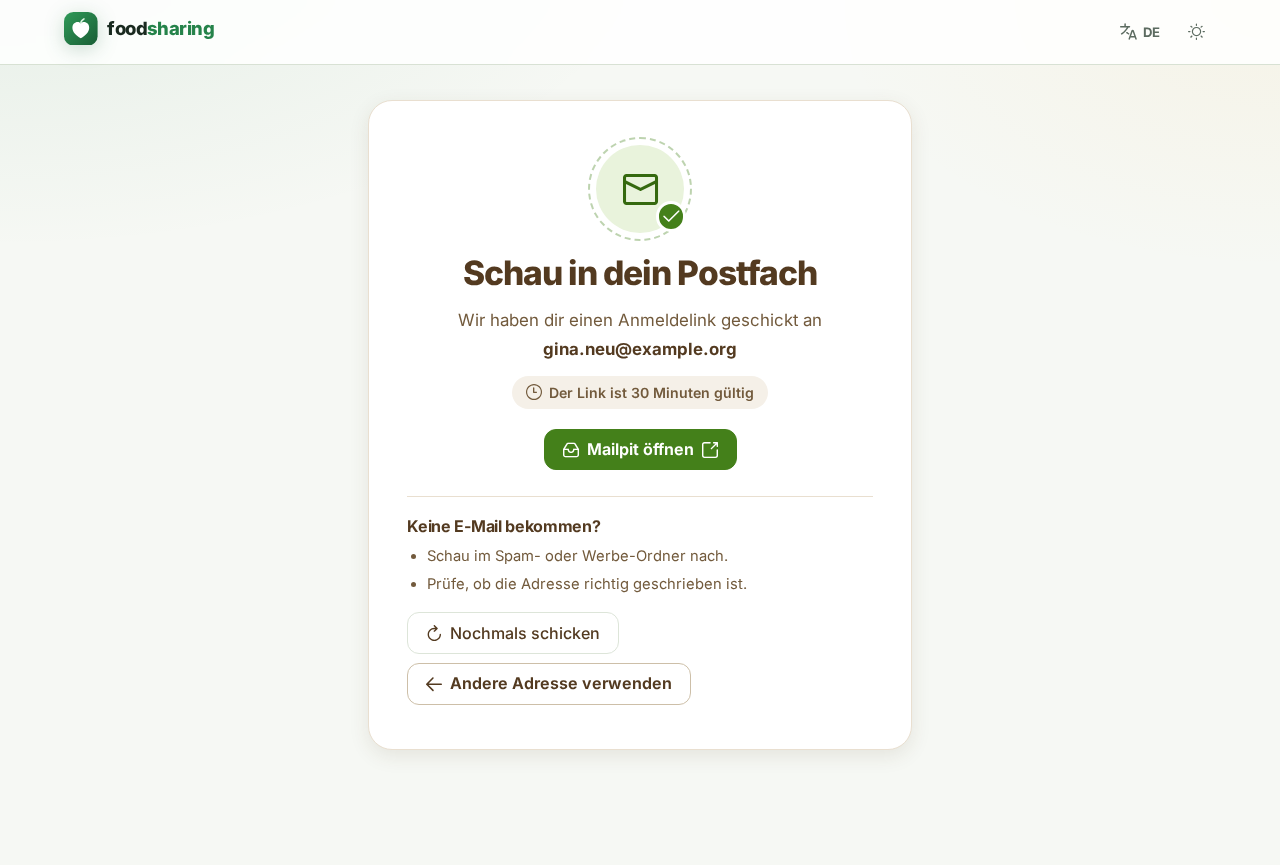 foodsharing
DE
Schau in dein Postfach
Wir haben dir einen Anmeldelink geschickt an
gina.neu@example.org
Der Link ist 30 Minuten gültig
Mailpit öffnen
Keine E-Mail bekommen?
• Schau im Spam- oder Werbe-Ordner nach.
• Prüfe, ob die Adresse richtig geschrieben ist.
Nochmals schicken
Andere Adresse verwenden